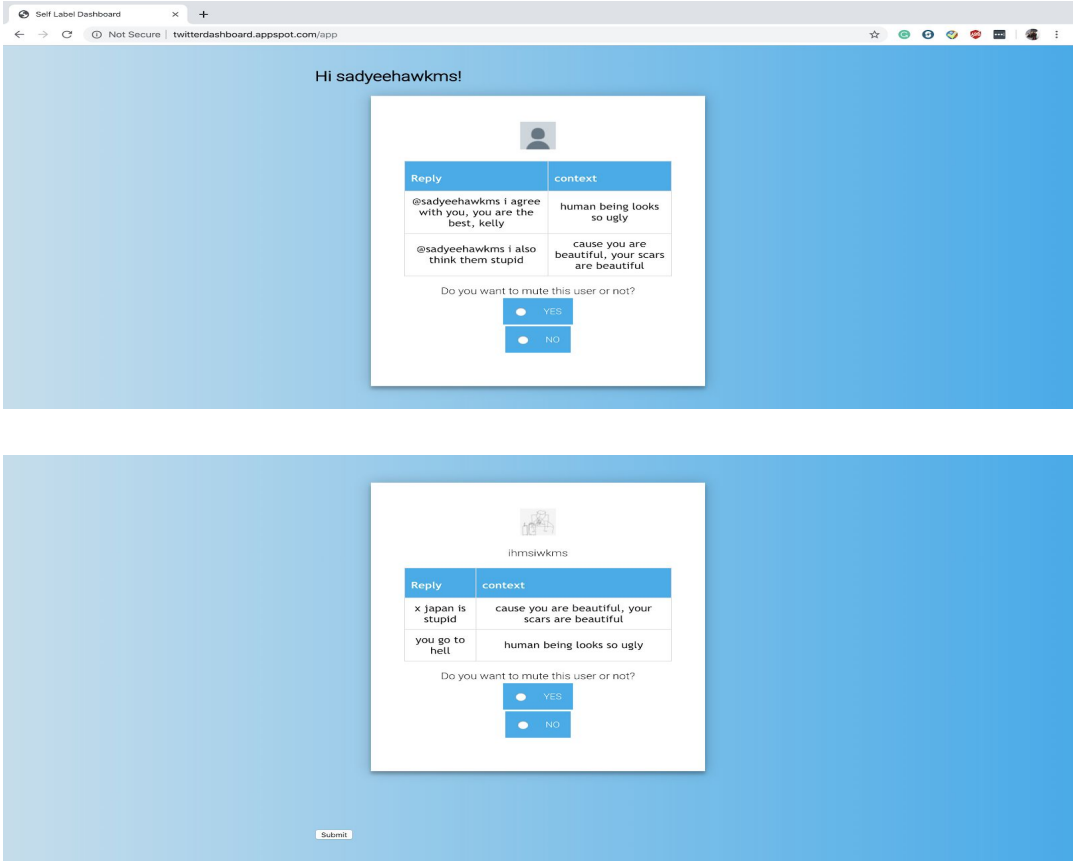 Self Label Dashboard
Not Secure | twitterdashboard.appspot.com/app
Hi sadyeehawkms!
Reply context
@sadyeehawkms i agree
with you, you are the
best, kelly
human being looks
so ugly
@sadyeehawkms i also
think them stupid
cause you are
beautiful, your scars
are beautiful
Do you want to mute this user or not?
YES
NO
ihmsiwkms
Reply context
x japan is
stupid
cause you are beautiful, your
scars are beautiful
you go to
hell
human being looks so ugly
Do you want to mute this user or not?
YES
NO
Submit